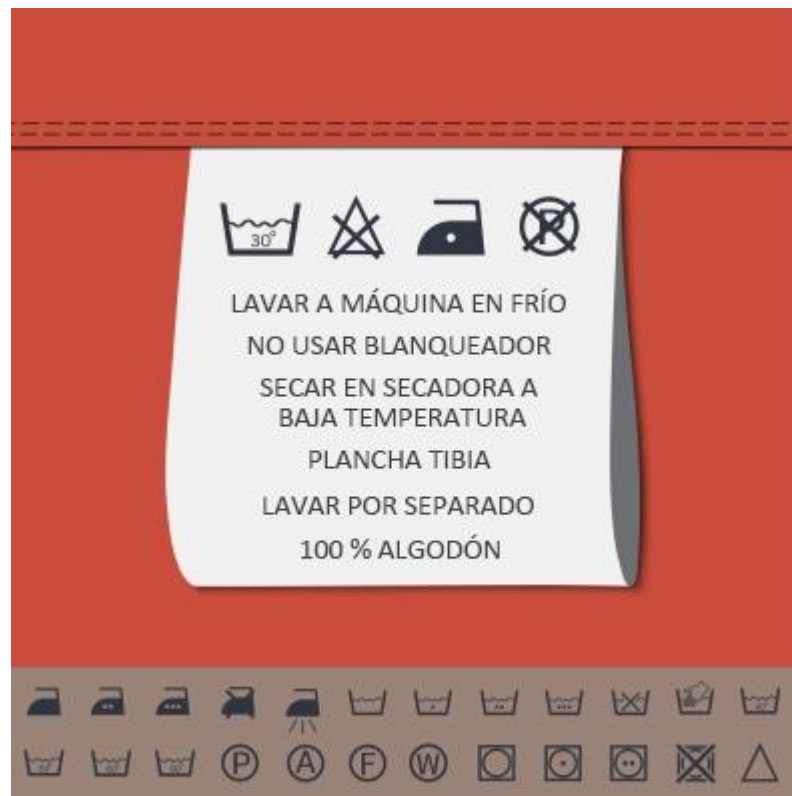 30°
P
LAVAR A MÁQUINA EN FRÍO
NO USAR BLANQUEADOR
SECAR EN SECADORA A
BAJA TEMPERATURA
PLANCHA TIBIA
LAVAR POR SEPARADO
100 % ALGODÓN
P A F W